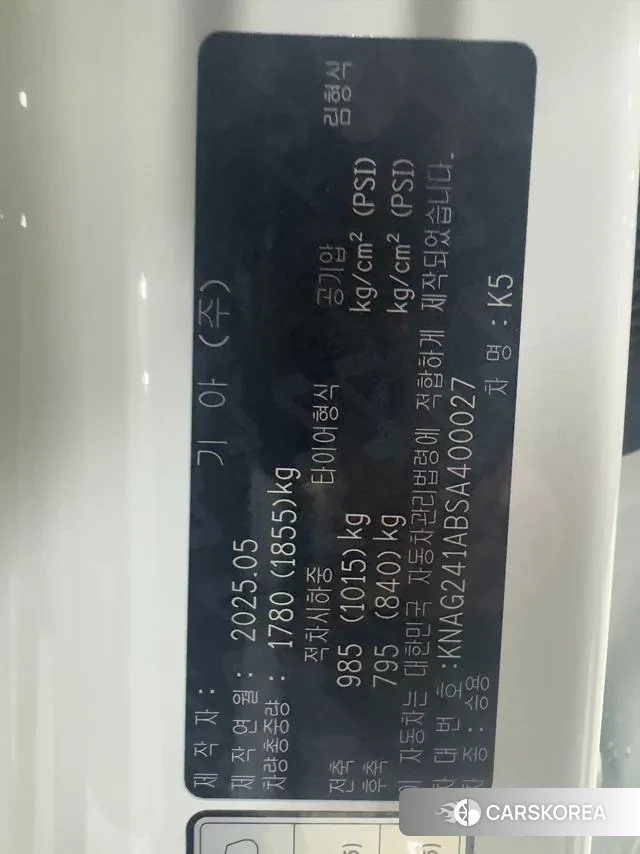 제 작 자 : 기 아 (주)
제 작 연 월 : 2025.05
차량총중량 : 1780 (1855)kg
적차시하중 타이어형식 공기압 림형식
전축 985 (1015)kg kg/cm² (PSI)
후축 795 (840)kg kg/cm² (PSI)
이 자동차는 대한민국 자동차관리법령에 적합하게 제작되었습니다.
차 대 번 호 :KNAG241ABSA400027
차 종 : 승용 차 명 : K5
CARSKOREA